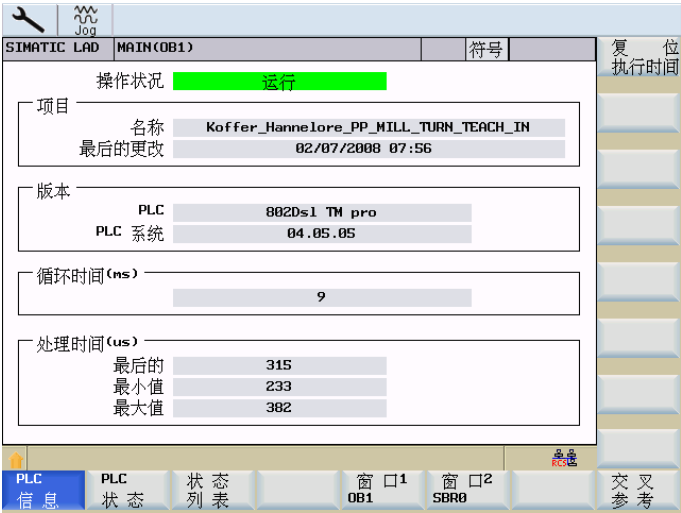 Jog
SIMATIC LAD MAIN(OB1) 符号
复 位
执行时间
操作状况 运行
项目
名称 Koffer_Hannelore_PP_MILL_TURN_TEACH_IN
最后的更改 02/07/2008 07:56
版本
PLC 802Dsl TM pro
PLC 系统 04.05.05
循环时间(ms)
9
处理时间(us)
最后的 315
最小值 233
最大值 382
RCS
PLC
信 息
PLC
状 态
状 态
列 表
窗 口1
OB1
窗 口2
SBR0
交 叉
参 考